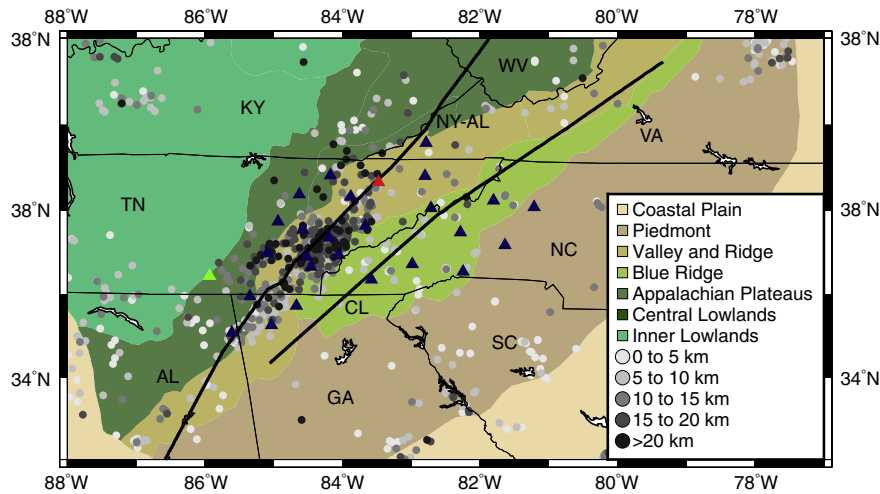 88°W 86°W 84°W 82°W 80°W 78°W
38°N 38°N
WV
KY
NY-AL
VA
38°N 38°N
TN
NC
CL
SC
34°N 34°N
AL
GA
Coastal Plain
Piedmont
Valley and Ridge
Blue Ridge
Appalachian Plateaus
Central Lowlands
Inner Lowlands
0 to 5 km
5 to 10 km
10 to 15 km
15 to 20 km
>20 km
88°W 86°W 84°W 82°W 80°W 78°W